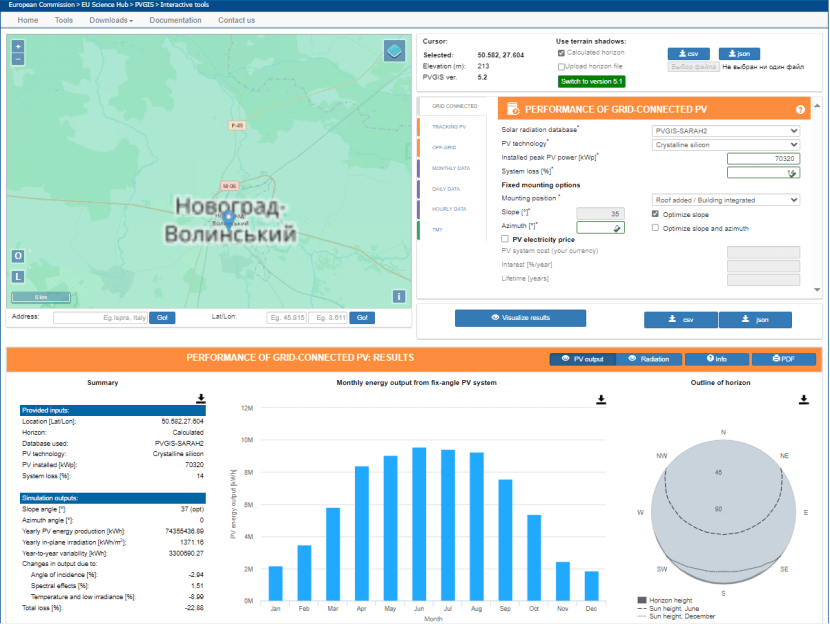 European Commission > EU Science Hub > PVGIS > Interactive tools
Home Tools Downloads Documentation Contact us
+
−
P-49
M-06
Новоград-Волинський
Новоград-
Волинський
O
L
5 km
i
Address: Eg.Ispra, Italy Go! Lat/Lon: Eg. 45.815 Eg. 8.611 Go!
Cursor:
Selected: 50.582, 27.604
Elevation (m): 213
PVGIS ver. 5.2
Use terrain shadows:
Calculated horizon
Upload horizon file
Switch to version 5.1
csv json
Выбор файла Не выбран ни один файл
GRID CONNECTED
TRACKING PV
OFF-GRID
MONTHLY DATA
DAILY DATA
HOURLY DATA
TMY
PERFORMANCE OF GRID-CONNECTED PV
Solar radiation database* PVGIS-SARAH2
PV technology* Crystalline silicon
Installed peak PV power [kWp]* 70320
System loss [%]* 14
Fixed mounting options
Mounting position * Roof added / Building integrated
Slope [°]* 35 Optimize slope
Azimuth [°]* Optimize slope and azimuth
PV electricity price
PV system cost (your currency)
Interest [%/year]
Lifetime [years]
Visualize results csv json
PERFORMANCE OF GRID-CONNECTED PV: RESULTS
PV output Radiation Info PDF
Summary
Provided inputs:
Location [Lat/Lon]: 50.582,27.604
Horizon: Calculated
Database used: PVGIS-SARAH2
PV technology: Crystalline silicon
PV installed [kWp]: 70320
System loss [%]: 14
Simulation outputs:
Slope angle [°]: 37 (opt)
Azimuth angle [°]: 0
Yearly PV energy production [kWh]: 74355436.89
Yearly in-plane irradiation [kWh/m²]: 1371.16
Year-to-year variability [kWh]: 3300690.27
Changes in output due to:
Angle of incidence [%]: -2.94
Spectral effects [%]: 1.51
Temperature and low irradiance [%]: -8.99
Total loss [%]: -22.88
Monthly energy output from fix-angle PV system
PV energy output [kWh]
12M
10M
8M
6M
4M
2M
0M
Jan Feb Mar Apr May Jun Jul Aug Sep Oct Nov Dec
Month
Outline of horizon
N
NW NE
45
W 90 E
SW SE
S
Horizon height
Sun height, June
Sun height, December